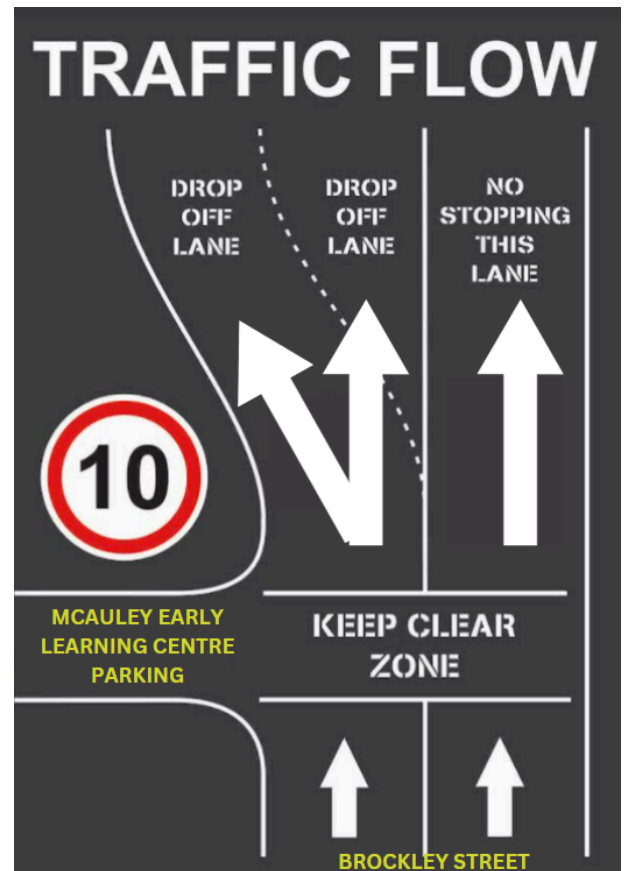 TRAFFIC FLOW
DROP
OFF
LANE
DROP
OFF
LANE
NO
STOPPING
THIS
LANE
10
MCAULEY EARLY
LEARNING CENTRE
PARKING
KEEP CLEAR
ZONE
BROCKLEY STREET